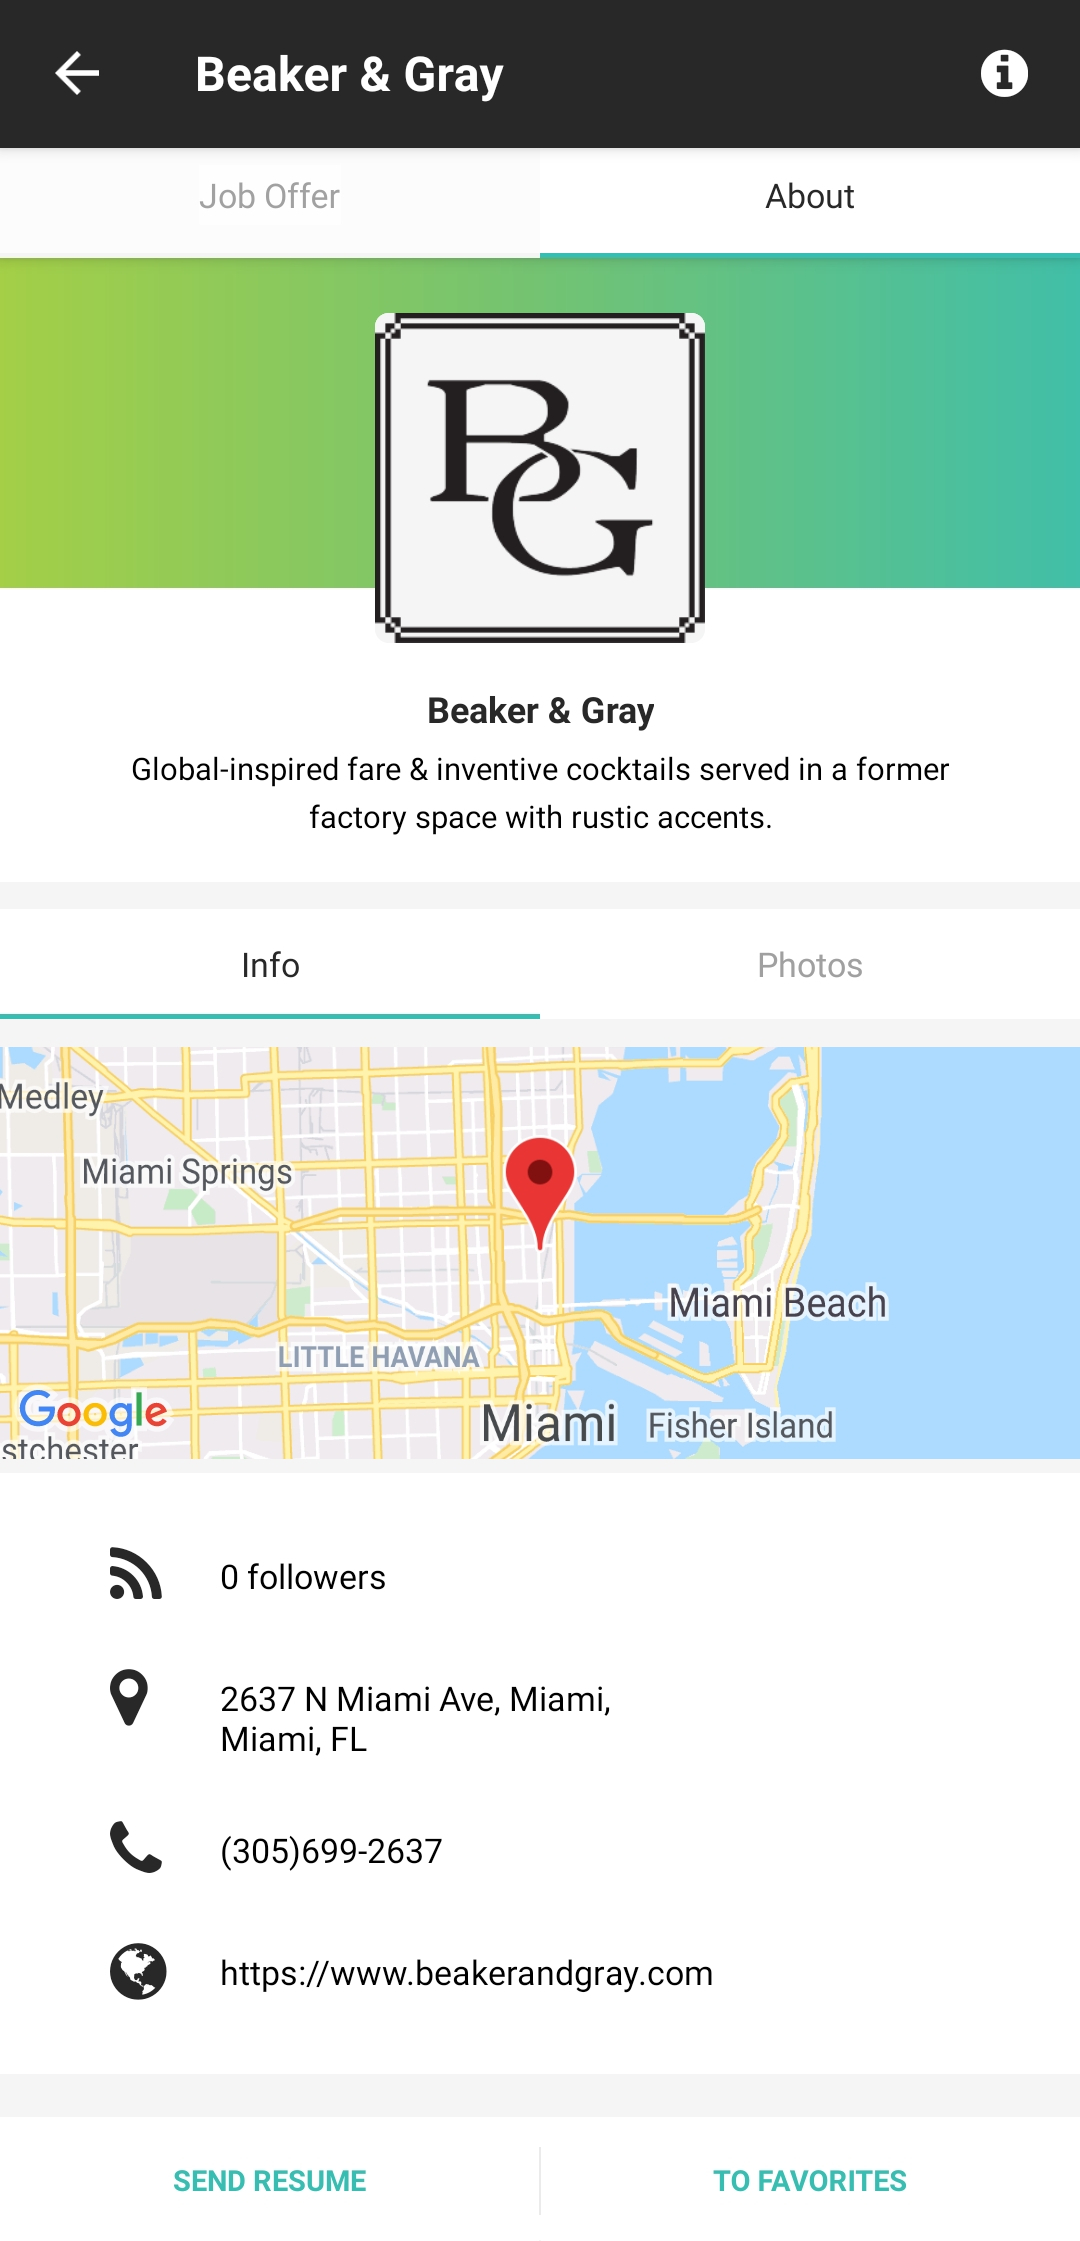 Beaker & Gray
Job Offer
About
BG
Beaker & Gray
Global-inspired fare & inventive cocktails served in a former
factory space with rustic accents.
Info
Photos
Medley
Miami Springs
Miami Beach
LITTLE HAVANA
Google
Miami
Fisher Island
stchester
0 followers
2637 N Miami Ave, Miami,
Miami, FL
(305)699-2637
https://www.beakerandgray.com
SEND RESUME
TO FAVORITES